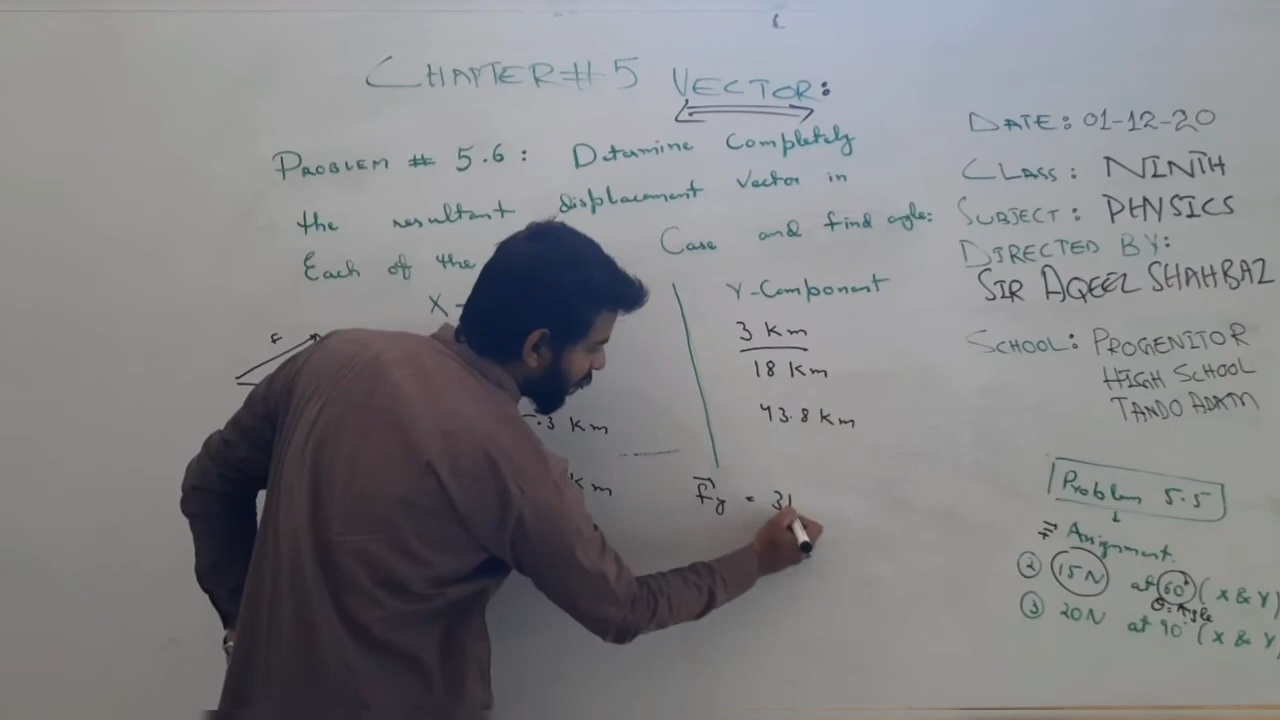 CHAPTER # 5 VECTOR:
PROBLEM # 5.6: Determine Completely
the resultant displacement Vector in
Each of the Case and find angle:
X-
Y-Component
3 Km
18 Km
43.8 Km
.3 Km
Km
F
Fy = 31
DATE: 01-12-20
CLASS: NINTH
SUBJECT: PHYSICS
DIRECTED BY:
SIR AQEEL SHAHBAZ
SCHOOL: PROGENITOR
HIGH SCHOOL
TANDO ADAM
Problem 5.5
F Assignment.
② 15N at 60° (X & Y)
θ = Angle
③ 20N at 90° (X & Y